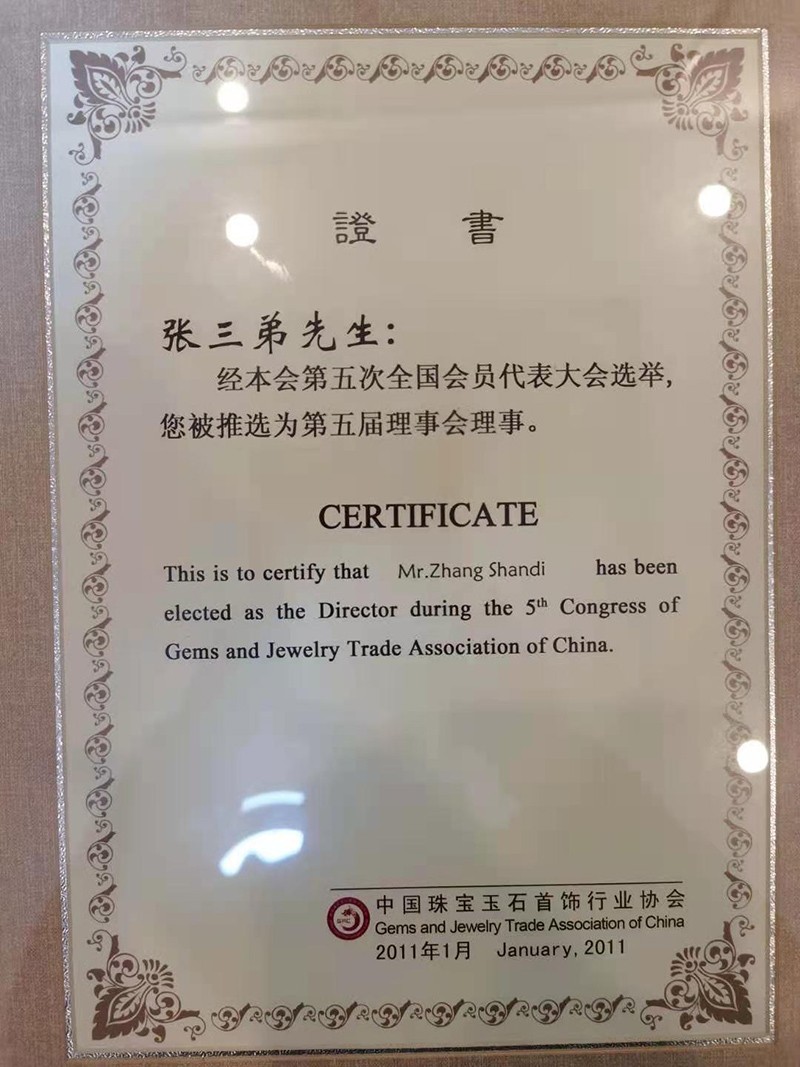 證 書
张三弟先生：
经本会第五次全国会员代表大会选举，
您被推选为第五届理事会理事。
CERTIFICATE
This is to certify that Mr.Zhang Shandi has been
elected as the Director during the 5th Congress of
Gems and Jewelry Trade Association of China.
中国珠宝玉石首饰行业协会
Gems and Jewelry Trade Association of China
2011年1月 January, 2011